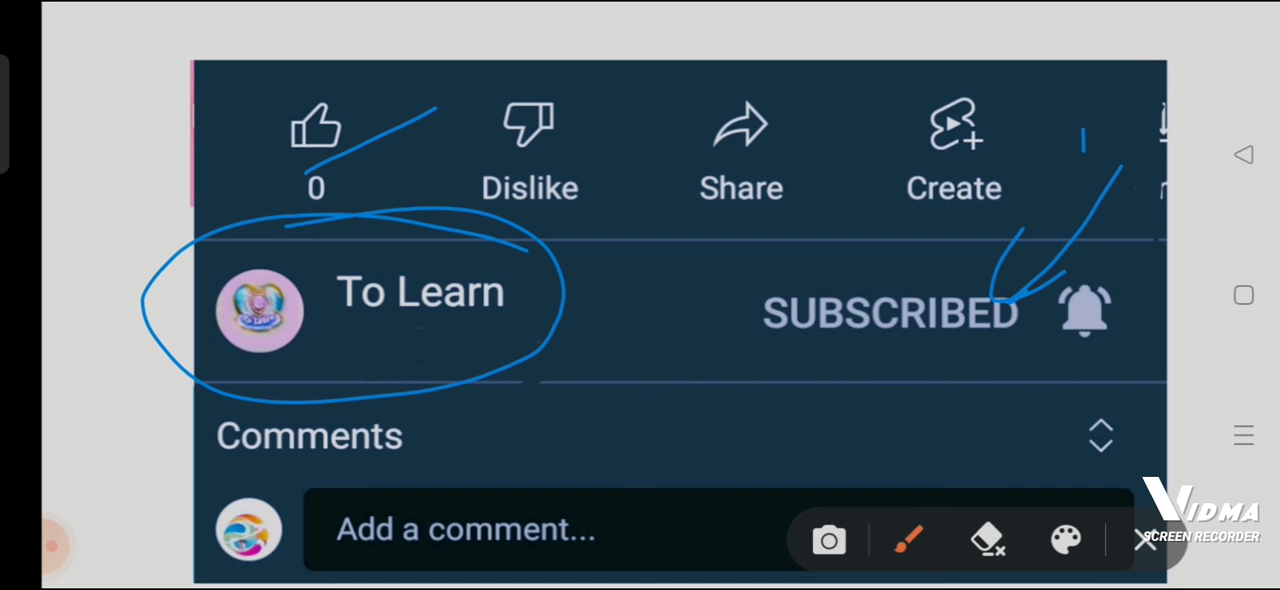 0
Dislike
Share
Create
To Learn
SUBSCRIBED
Comments
Add a comment...
VIDMA
SCREEN RECORDER